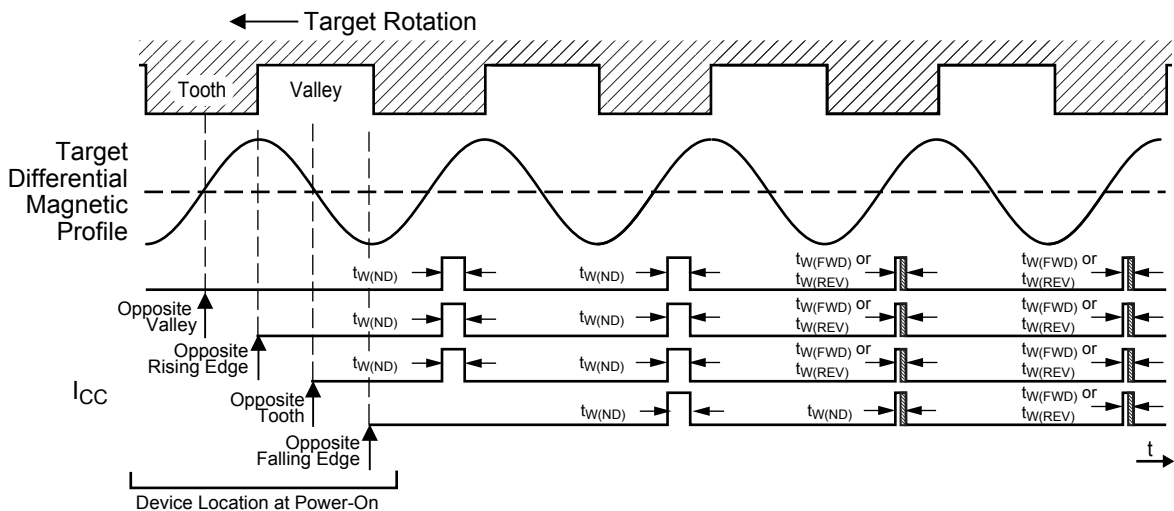 Target Rotation
Tooth
Valley
Target
Differential
Magnetic
Profile
tW(ND)
tW(ND)
tW(FWD) or
tW(REV)
tW(FWD) or
tW(REV)
Opposite
Valley
tW(ND)
tW(ND)
tW(FWD) or
tW(REV)
tW(FWD) or
tW(REV)
Opposite
Rising Edge
tW(ND)
tW(ND)
tW(FWD) or
tW(REV)
tW(FWD) or
tW(REV)
ICC
Opposite
Tooth
tW(ND)
tW(ND)
tW(FWD) or
tW(REV)
Opposite
Falling Edge
t
Device Location at Power-On